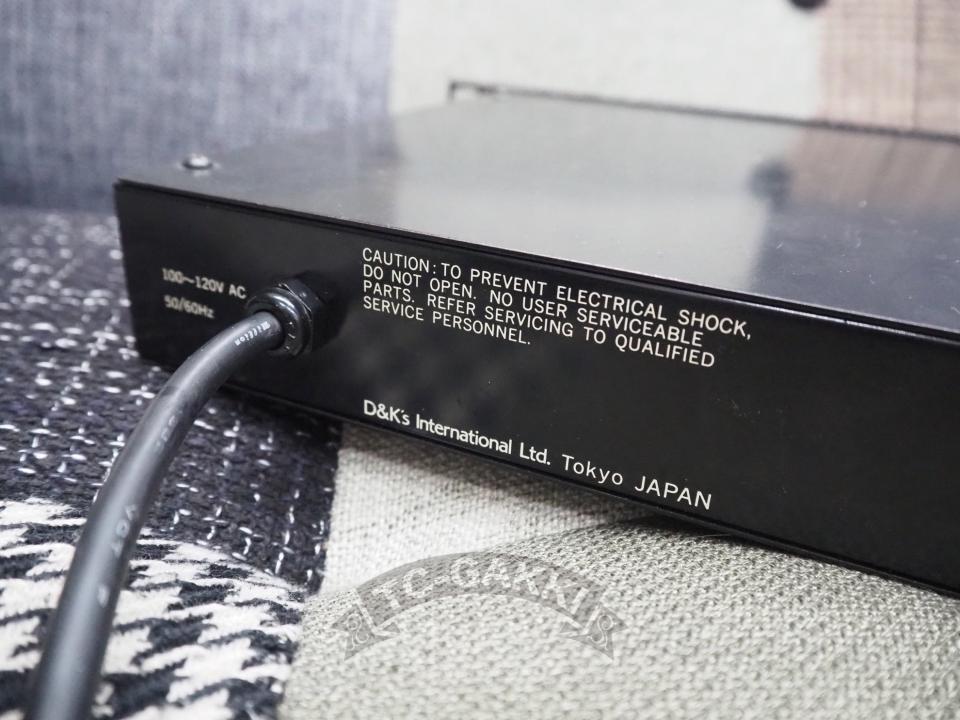 100~120V AC
50/60Hz
CAUTION: TO PREVENT ELECTRICAL SHOCK,
DO NOT OPEN. NO USER SERVICEABLE
PARTS. REFER SERVICING TO QUALIFIED
SERVICE PERSONNEL.
D&K's International Ltd. Tokyo JAPAN
TC-GAKKI